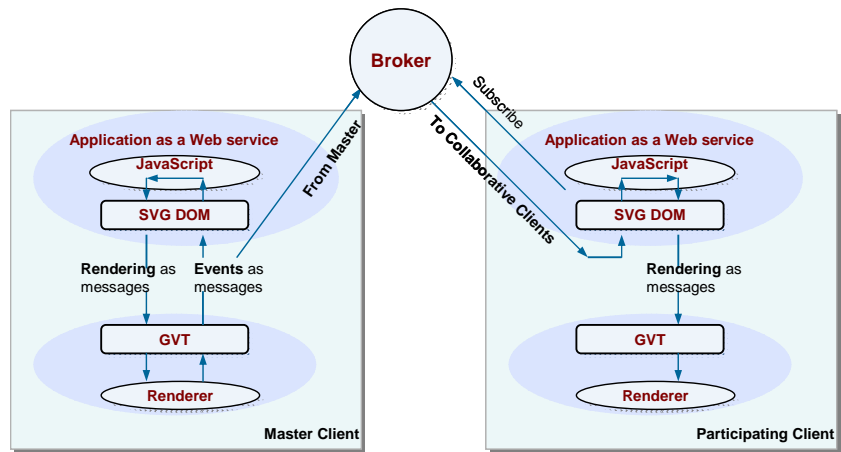 Broker
Subscribe
From Master
To Collaborative Clients
Application as a Web service
JavaScript
SVG DOM
Rendering as
messages
Events as
messages
GVT
Renderer
Master Client
Application as a Web service
JavaScript
SVG DOM
Rendering as
messages
GVT
Renderer
Participating Client